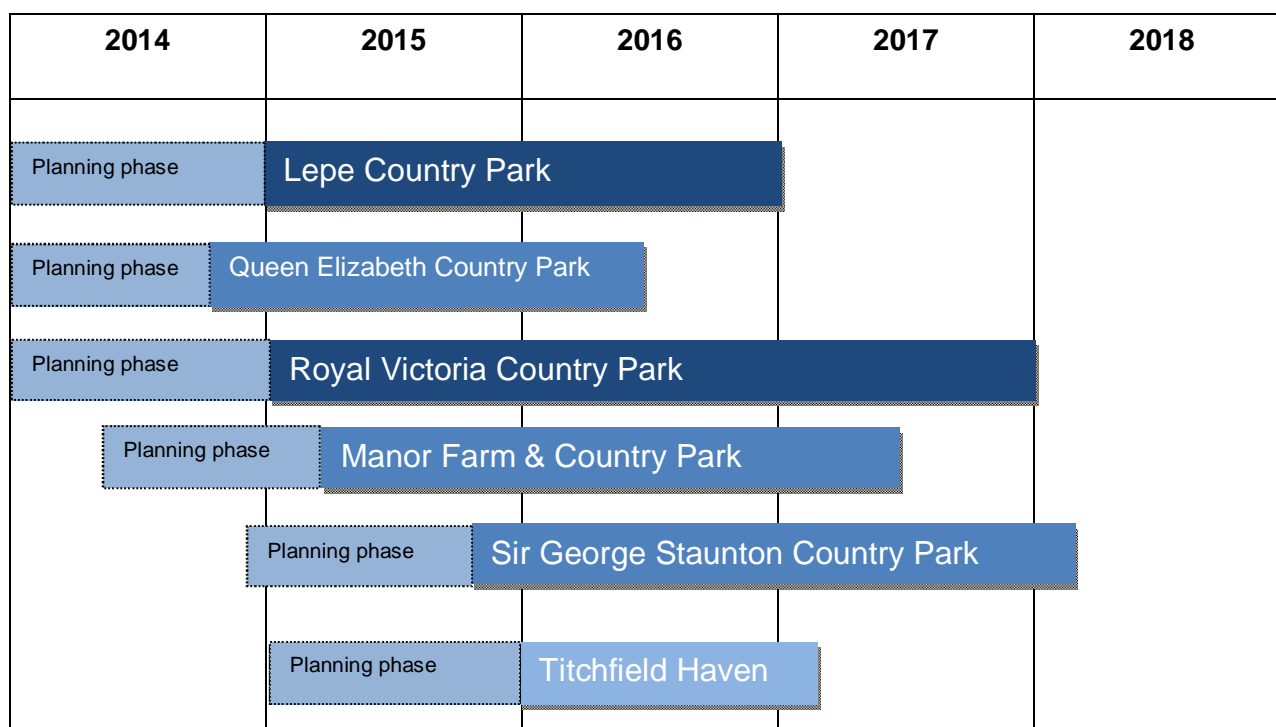 2014 2015 2016 2017 2018
Planning phase Lepe Country Park
Planning phase Queen Elizabeth Country Park
Planning phase Royal Victoria Country Park
Planning phase Manor Farm & Country Park
Planning phase Sir George Staunton Country Park
Planning phase Titchfield Haven